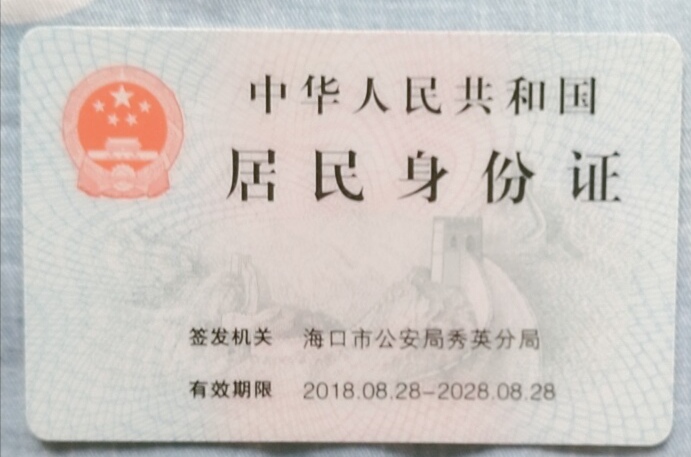 中华人民共和国
居民身份证
签发机关 海口市公安局秀英分局
有效期限 2018.08.28-2028.08.28